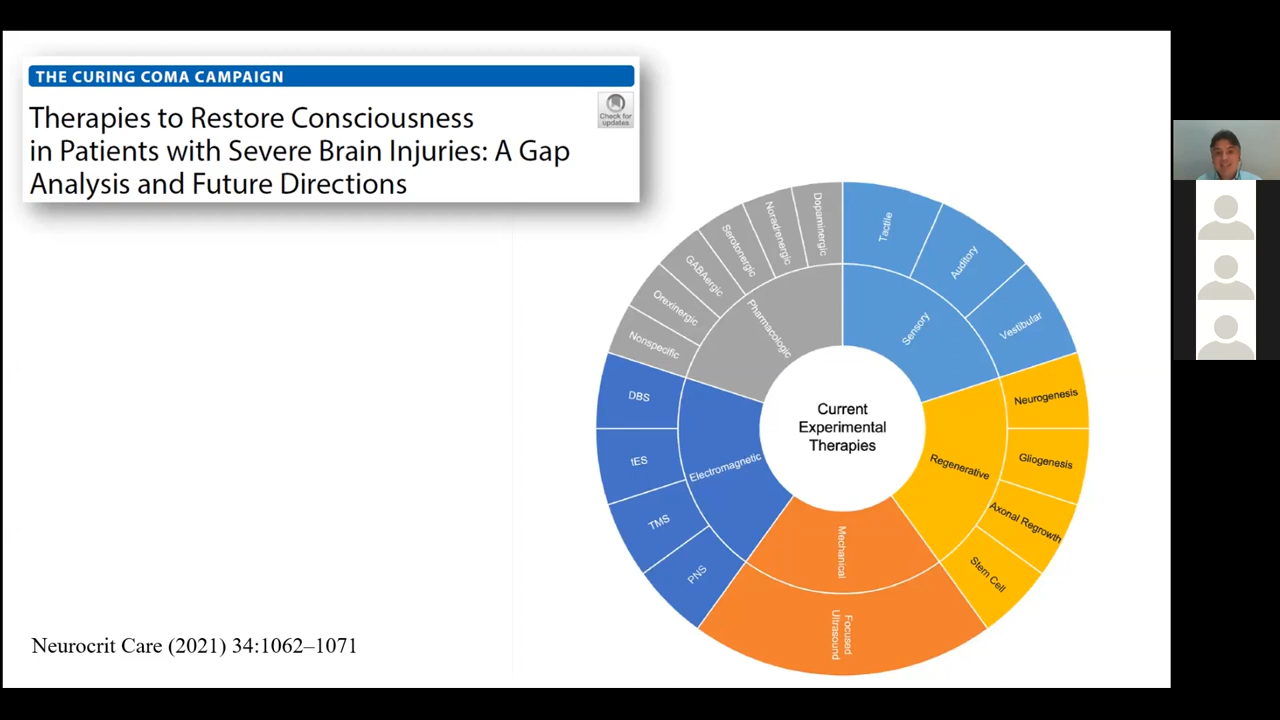 THE CURING COMA CAMPAIGN
Therapies to Restore Consciousness
in Patients with Severe Brain Injuries: A Gap
Analysis and Future Directions
Check for
updates
Dopaminergic
Noradrenergic
Serotonergic
GABAergic
Orexinergic
Nonspecific
Pharmacologic
Tactile
Auditory
Vestibular
Sensory
Current
Experimental
Therapies
DBS
tES
TMS
PNS
Electromagnetic
Neurogenesis
Gliogenesis
Axonal Regrowth
Stem Cell
Regenerative
Mechanical
Focused
Ultrasound
Neurocrit Care (2021) 34:1062–1071